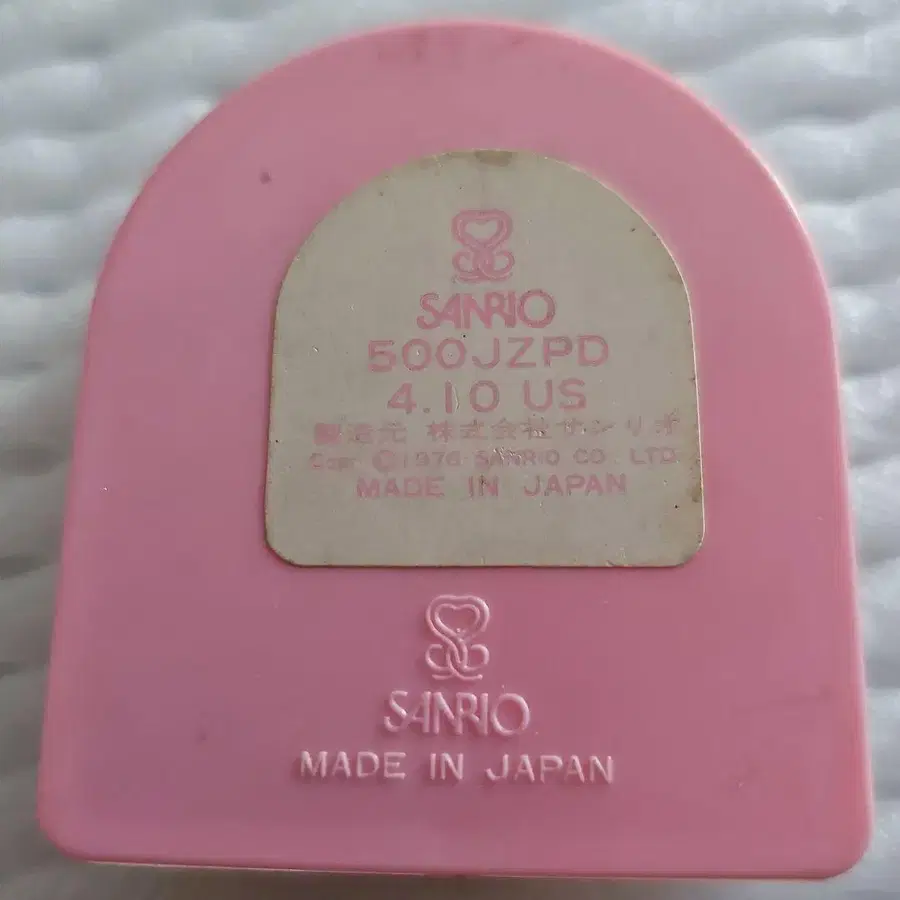 SANRIO
500JZPD
4.10 US
製造元 株式会社サンリオ
©1976 SANRIO CO. LTD
MADE IN JAPAN
SANRIO
MADE IN JAPAN